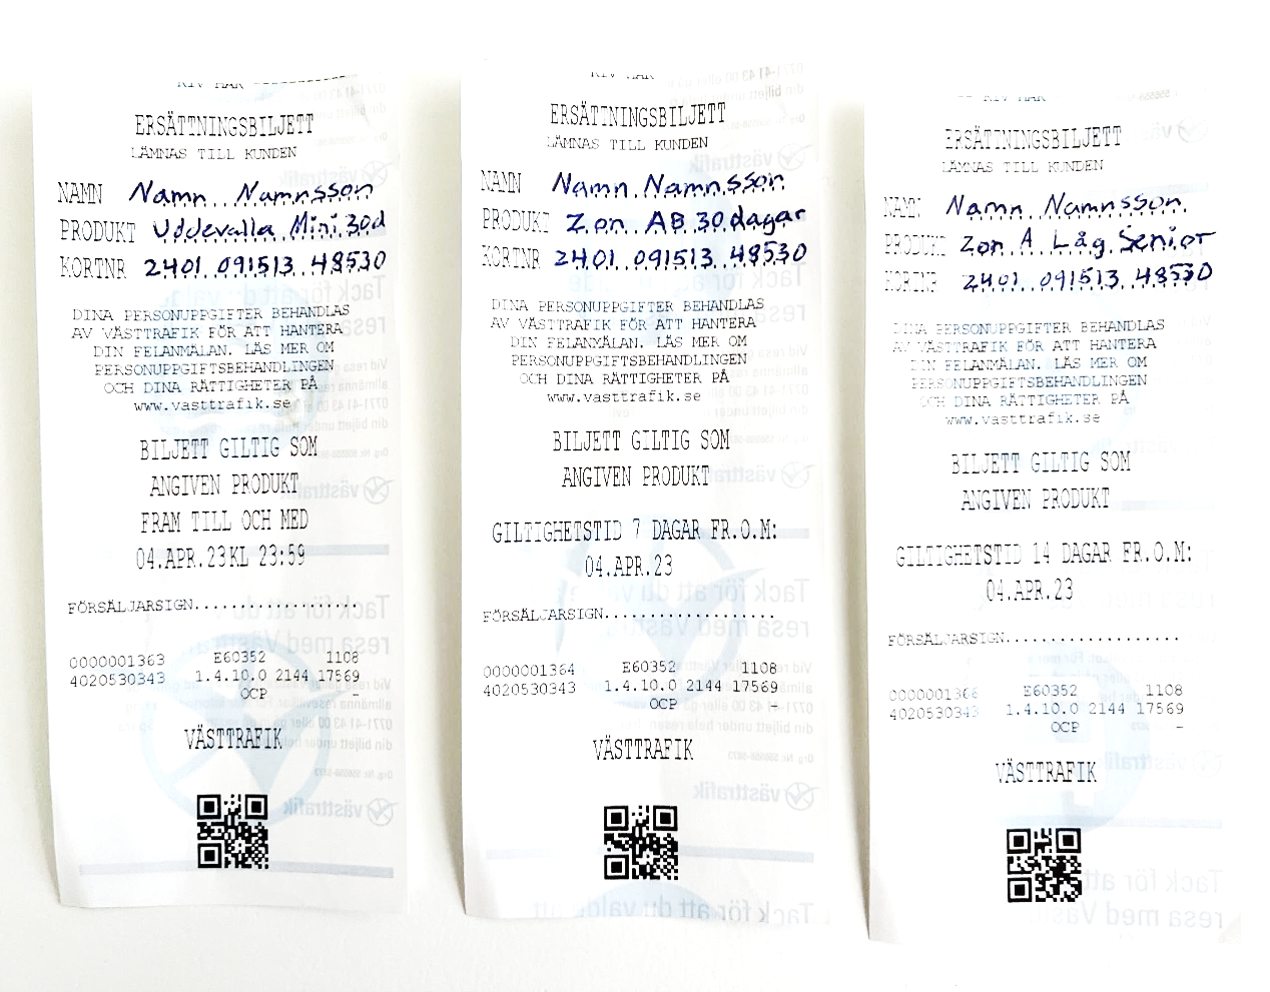 ERSÄTTNINGSBILJETT
LÄMNAS TILL KUNDEN
NAMN Namn Namnsson
PRODUKT Uddevalla Mini 30d
KORTNR 2401 091513 48530
DINA PERSONUPPGIFTER BEHANDLAS
AV VÄSTTRAFIK FÖR ATT HANTERA
DIN FELANMÄLAN. LÄS MER OM
PERSONUPPGIFTSBEHANDLINGEN
OCH DINA RÄTTIGHETER PÅ
www.vasttrafik.se
BILJETT GILTIG SOM
ANGIVEN PRODUKT
FRAM TILL OCH MED
04.APR.23 KL 23:59
FÖRSÄLJARSIGN...................
0000001363 E60352 1108
4020530343 1.4.10.0 2144 17569
OCP -
VÄSTTRAFIK
RIV HÄR
ERSÄTTNINGSBILJETT
LÄMNAS TILL KUNDEN
NAMN Namn Namnsson
PRODUKT Zon AB 30 dagar
KORTNR 2401 091513 48530
DINA PERSONUPPGIFTER BEHANDLAS
AV VÄSTTRAFIK FÖR ATT HANTERA
DIN FELANMÄLAN. LÄS MER OM
PERSONUPPGIFTSBEHANDLINGEN
OCH DINA RÄTTIGHETER PÅ
www.vasttrafik.se
BILJETT GILTIG SOM
ANGIVEN PRODUKT
GILTIGHETSTID 7 DAGAR FR.O.M:
04.APR.23
FÖRSÄLJARSIGN...................
0000001364 E60352 1108
4020530343 1.4.10.0 2144 17569
OCP -
VÄSTTRAFIK
RIV HÄR
ERSÄTTNINGSBILJETT
LÄMNAS TILL KUNDEN
NAMN Namn Namnsson
PRODUKT Zon A Låg. Senior
KORTNR 2401 091513 48530
DINA PERSONUPPGIFTER BEHANDLAS
AV VÄSTTRAFIK FÖR ATT HANTERA
DIN FELANMÄLAN. LÄS MER OM
PERSONUPPGIFTSBEHANDLINGEN
OCH DINA RÄTTIGHETER PÅ
www.vasttrafik.se
BILJETT GILTIG SOM
ANGIVEN PRODUKT
GILTIGHETSTID 14 DAGAR FR.O.M:
04.APR.23
FÖRSÄLJARSIGN...................
0000001366 E60352 1108
4020530343 1.4.10.0 2144 17569
OCP -
VÄSTTRAFIK